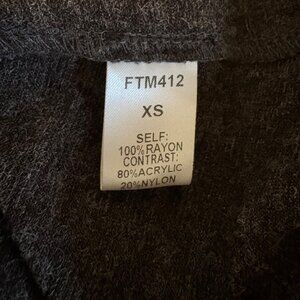 FTM412
XS
SELF:
100%RAYON
CONTRAST:
80%ACRYLIC
20%NYLON